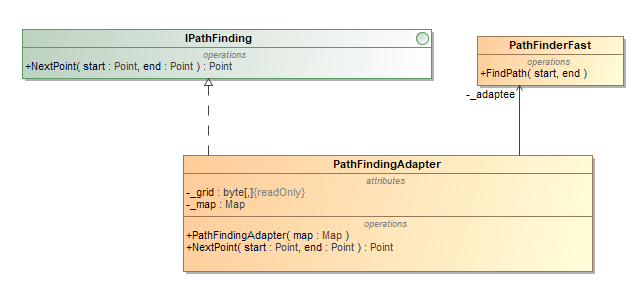 IPathFinding
operations
+NextPoint( start : Point, end : Point ) : Point
PathFinderFast
operations
+FindPath( start, end )
-_adaptee
PathFindingAdapter
attributes
-_grid : byte[,]{readOnly}
-_map : Map
operations
+PathFindingAdapter( map : Map )
+NextPoint( start : Point, end : Point ) : Point